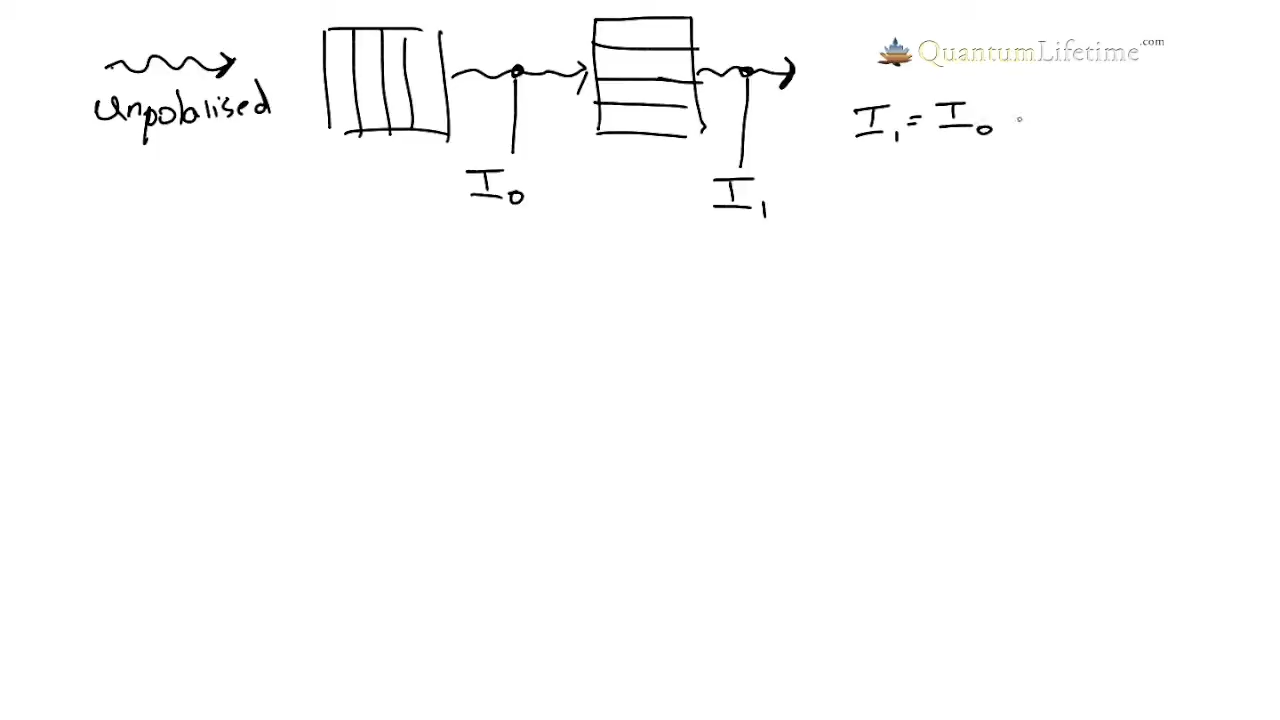 QuantumLifetime.com
Unpolalised
I₁ = I₀
I₀
I₁